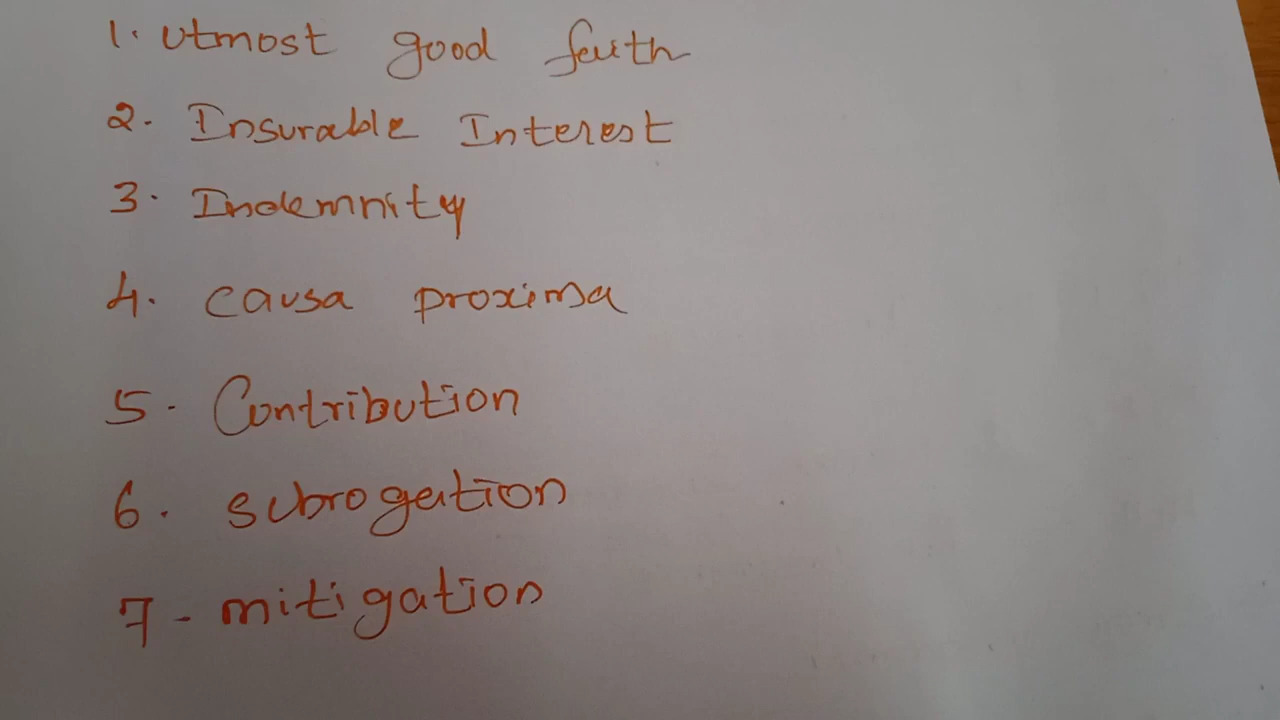 1. Utmost good faith
2. Insurable Interest
3. Indemnity
4. causa proxima
5. Contribution
6. subrogation
7 - mitigation